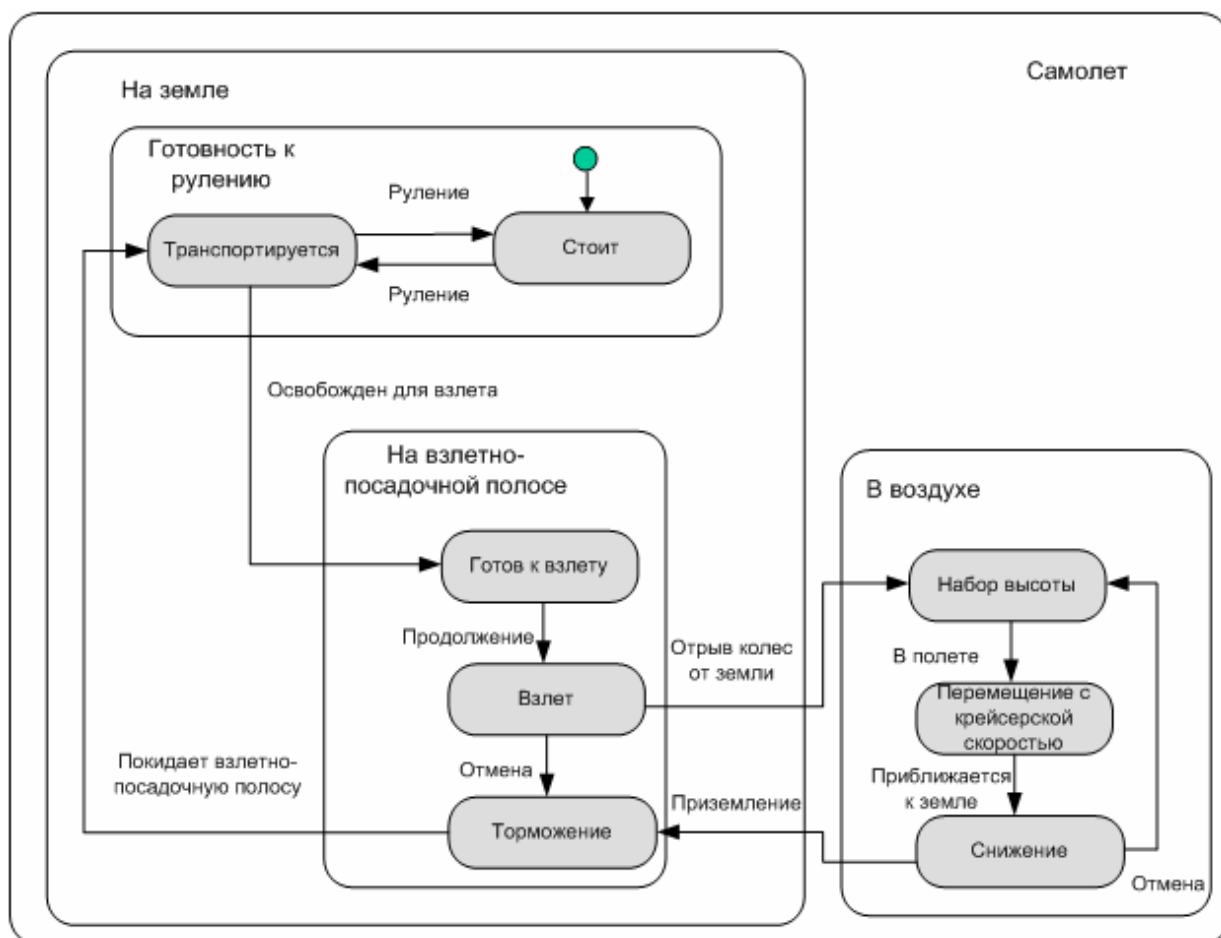 Самолет
На земле
Готовность к
рулению
Руление
Транспортируется
Стоит
Руление
Освобожден для взлета
На взлетно-
посадочной полосе
В воздухе
Готов к взлету
Набор высоты
Продолжение
Отрыв колес
от земли
В полете
Взлет
Перемещение с
крейсерской
скоростью
Покидает взлетно-
посадочную полосу
Отмена
Приближается
к земле
Приземление
Торможение
Снижение
Отмена